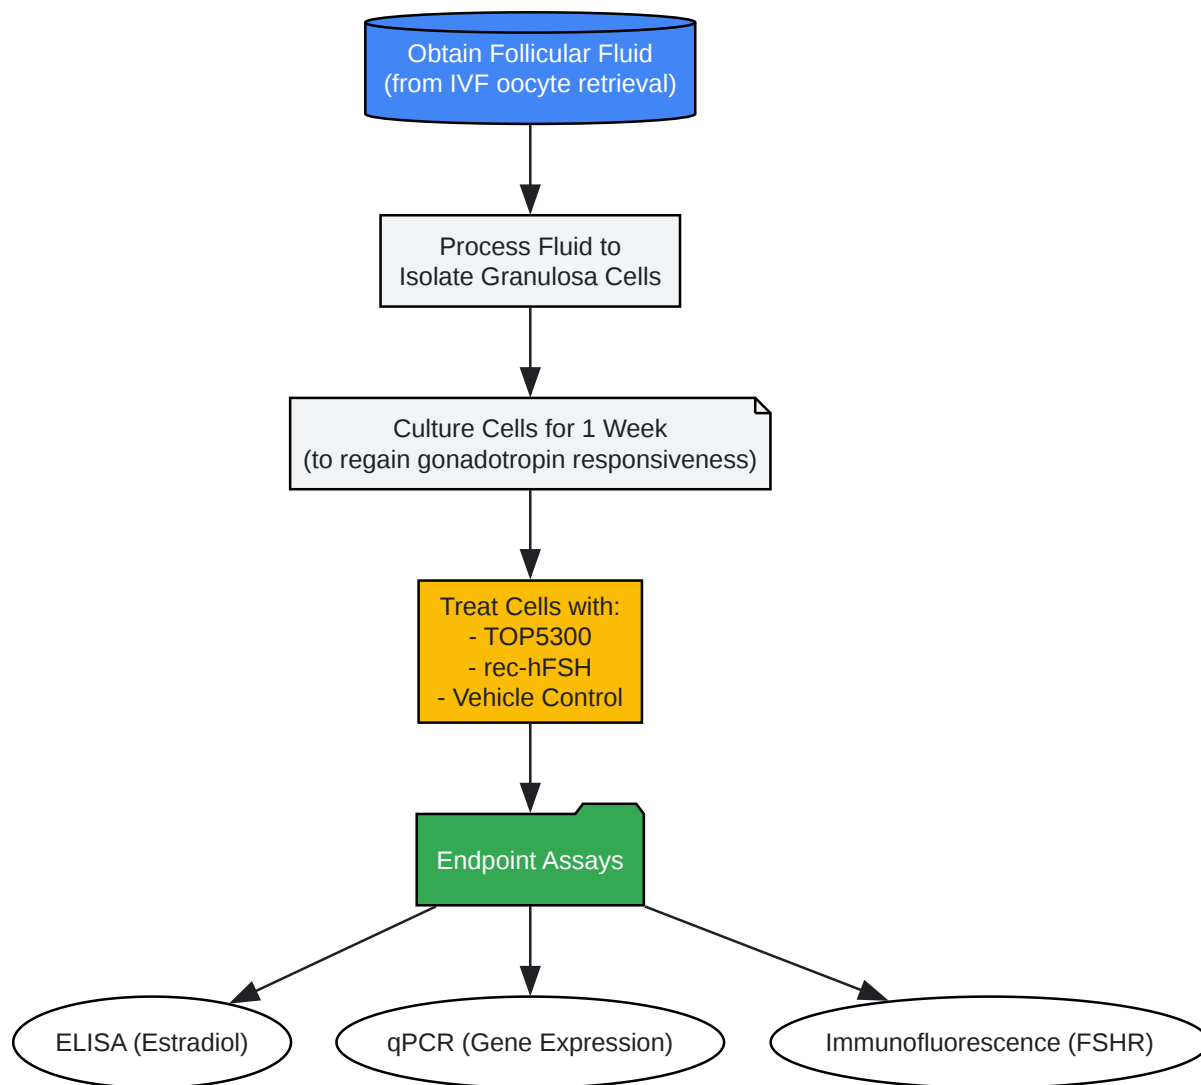 Obtain Follicular Fluid
(from IVF oocyte retrieval)
Process Fluid to
Isolate Granulosa Cells
Culture Cells for 1 Week
(to regain gonadotropin responsiveness)
Treat Cells with:
- TOP5300
- rec-hFSH
- Vehicle Control
Endpoint Assays
ELISA (Estradiol)
qPCR (Gene Expression)
Immunofluorescence (FSHR)